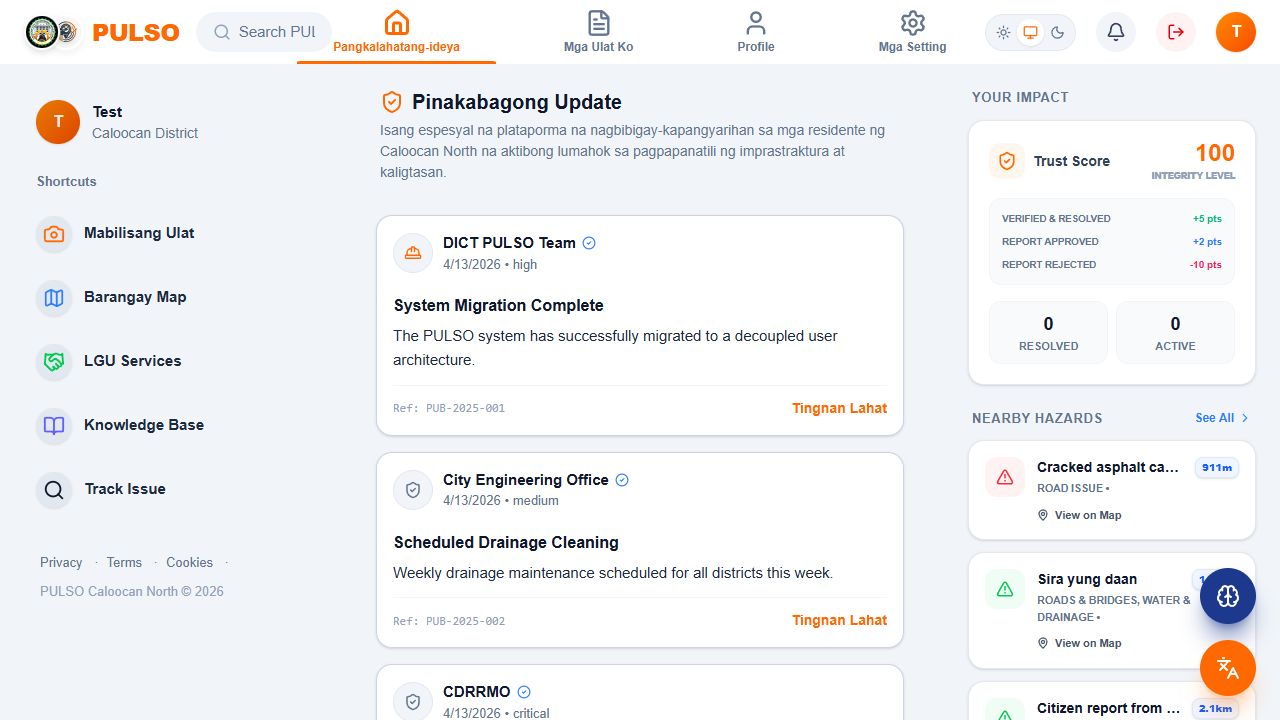 PULSO
Search PUL
Pangkalahatang-ideya
Mga Ulat Ko
Profile
Mga Setting
T
T
Test
Caloocan District
Shortcuts
Mabilisang Ulat
Barangay Map
LGU Services
Knowledge Base
Track Issue
Privacy · Terms · Cookies ·
PULSO Caloocan North © 2026
Pinakabagong Update
Isang espesyal na plataporma na nagbibigay-kapangyarihan sa mga residente ng
Caloocan North na aktibong lumahok sa pagpapanatili ng imprastraktura at
kaligtasan.
DICT PULSO Team
4/13/2026 • high
System Migration Complete
The PULSO system has successfully migrated to a decoupled user
architecture.
Ref: PUB-2025-001
Tingnan Lahat
City Engineering Office
4/13/2026 • medium
Scheduled Drainage Cleaning
Weekly drainage maintenance scheduled for all districts this week.
Ref: PUB-2025-002
Tingnan Lahat
CDRRMO
4/13/2026 • critical
YOUR IMPACT
Trust Score
100
INTEGRITY LEVEL
VERIFIED & RESOLVED +5 pts
REPORT APPROVED +2 pts
REPORT REJECTED -10 pts
0
RESOLVED
0
ACTIVE
NEARBY HAZARDS
See All
Cracked asphalt ca...
911m
ROAD ISSUE •
View on Map
Sira yung daan
ROADS & BRIDGES, WATER &
DRAINAGE •
View on Map
Citizen report from ...
2.1km